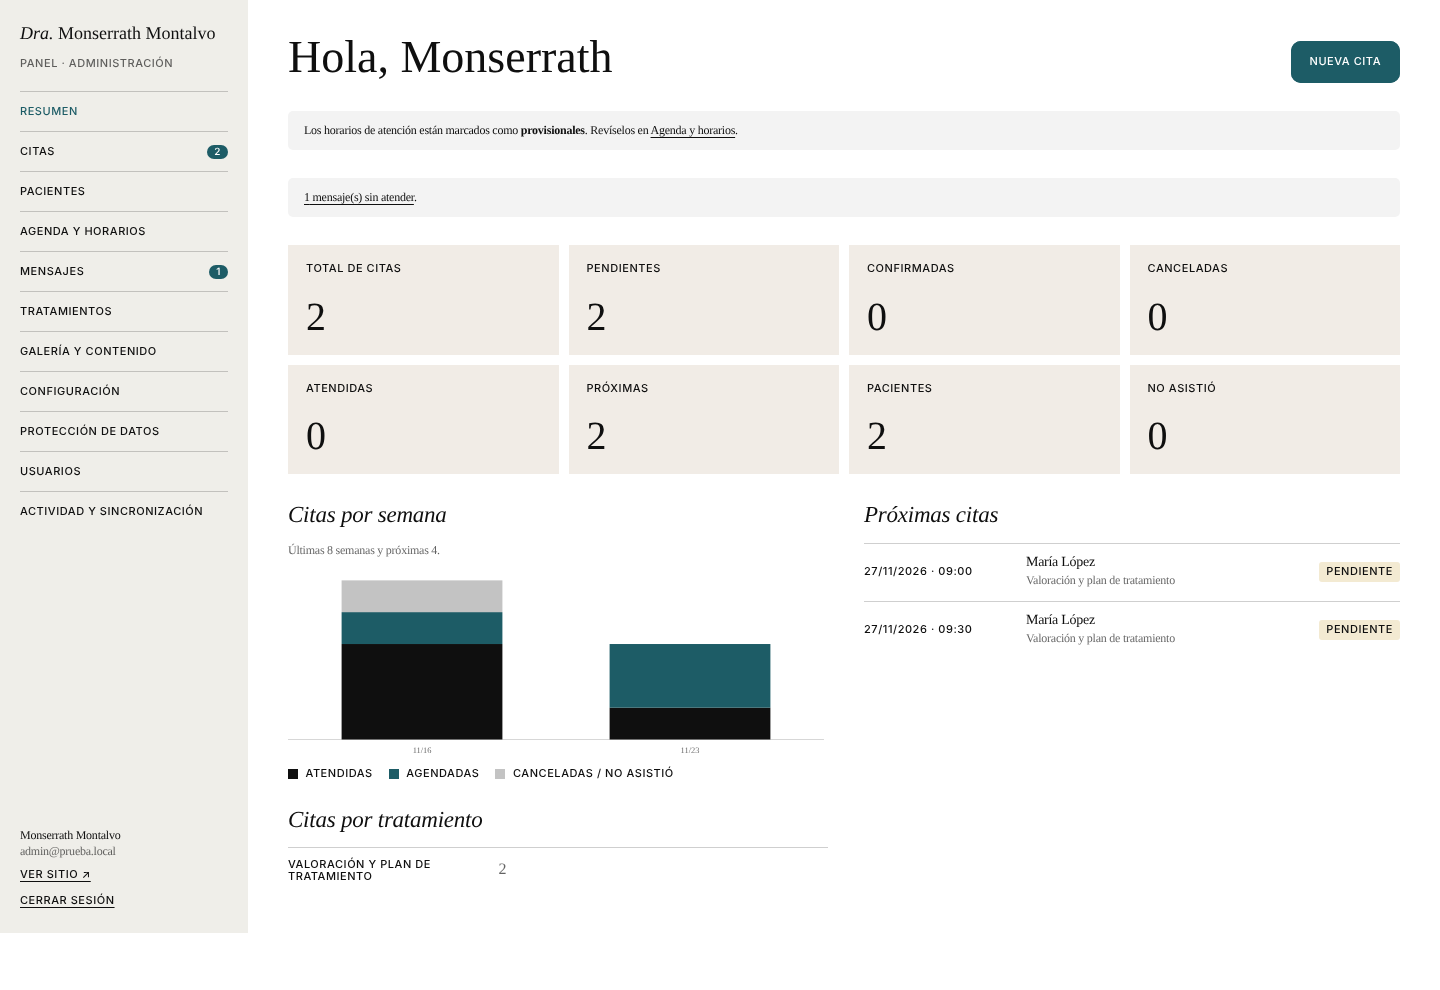 Dra. Monserrath Montalvo
PANEL · ADMINISTRACIÓN
RESUMEN
CITAS 2
PACIENTES
AGENDA Y HORARIOS
MENSAJES 1
TRATAMIENTOS
GALERÍA Y CONTENIDO
CONFIGURACIÓN
PROTECCIÓN DE DATOS
USUARIOS
ACTIVIDAD Y SINCRONIZACIÓN
Monserrath Montalvo
admin@prueba.local
VER SITIO ↗
CERRAR SESIÓN
Hola, Monserrath
NUEVA CITA
Los horarios de atención están marcados como provisionales. Revíselos en Agenda y horarios.
1 mensaje(s) sin atender.
TOTAL DE CITAS
2
PENDIENTES
2
CONFIRMADAS
0
CANCELADAS
0
ATENDIDAS
0
PRÓXIMAS
2
PACIENTES
2
NO ASISTIÓ
0
Citas por semana
Últimas 8 semanas y próximas 4.
11/16
11/23
ATENDIDAS
AGENDADAS
CANCELADAS / NO ASISTIÓ
Citas por tratamiento
VALORACIÓN Y PLAN DE
TRATAMIENTO
2
Próximas citas
27/11/2026 · 09:00
María López
Valoración y plan de tratamiento
PENDIENTE
27/11/2026 · 09:30
María López
Valoración y plan de tratamiento
PENDIENTE